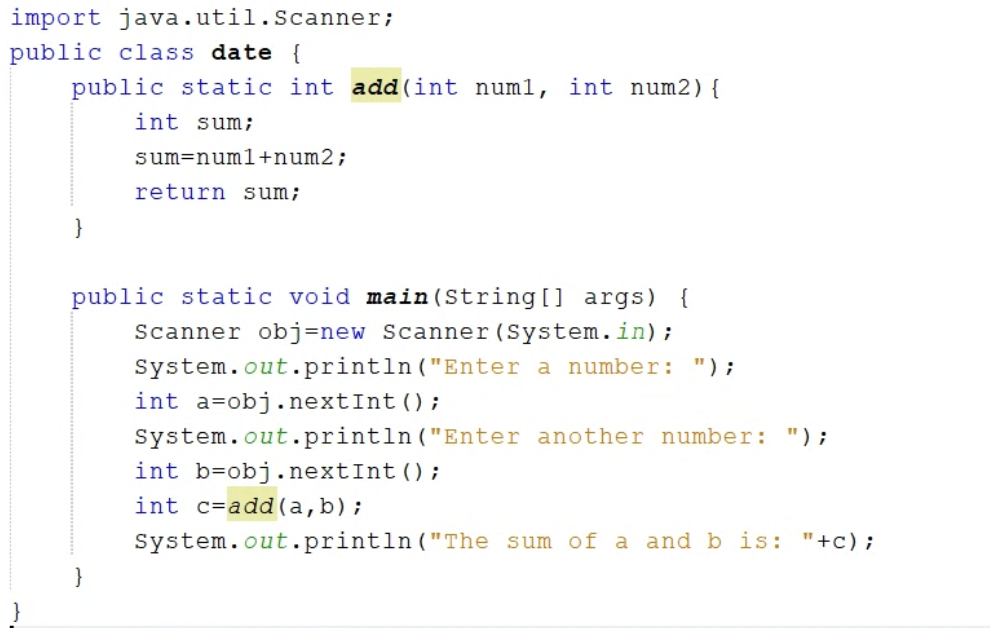 import java.util.Scanner;
public class date {
    public static int add(int num1, int num2){
        int sum;
        sum=num1+num2;
        return sum;
    }

    public static void main(String[] args) {
        Scanner obj=new Scanner(System.in);
        System.out.println("Enter a number: ");
        int a=obj.nextInt();
        System.out.println("Enter another number: ");
        int b=obj.nextInt();
        int c=add(a,b);
        System.out.println("The sum of a and b is: "+c);
    }
}